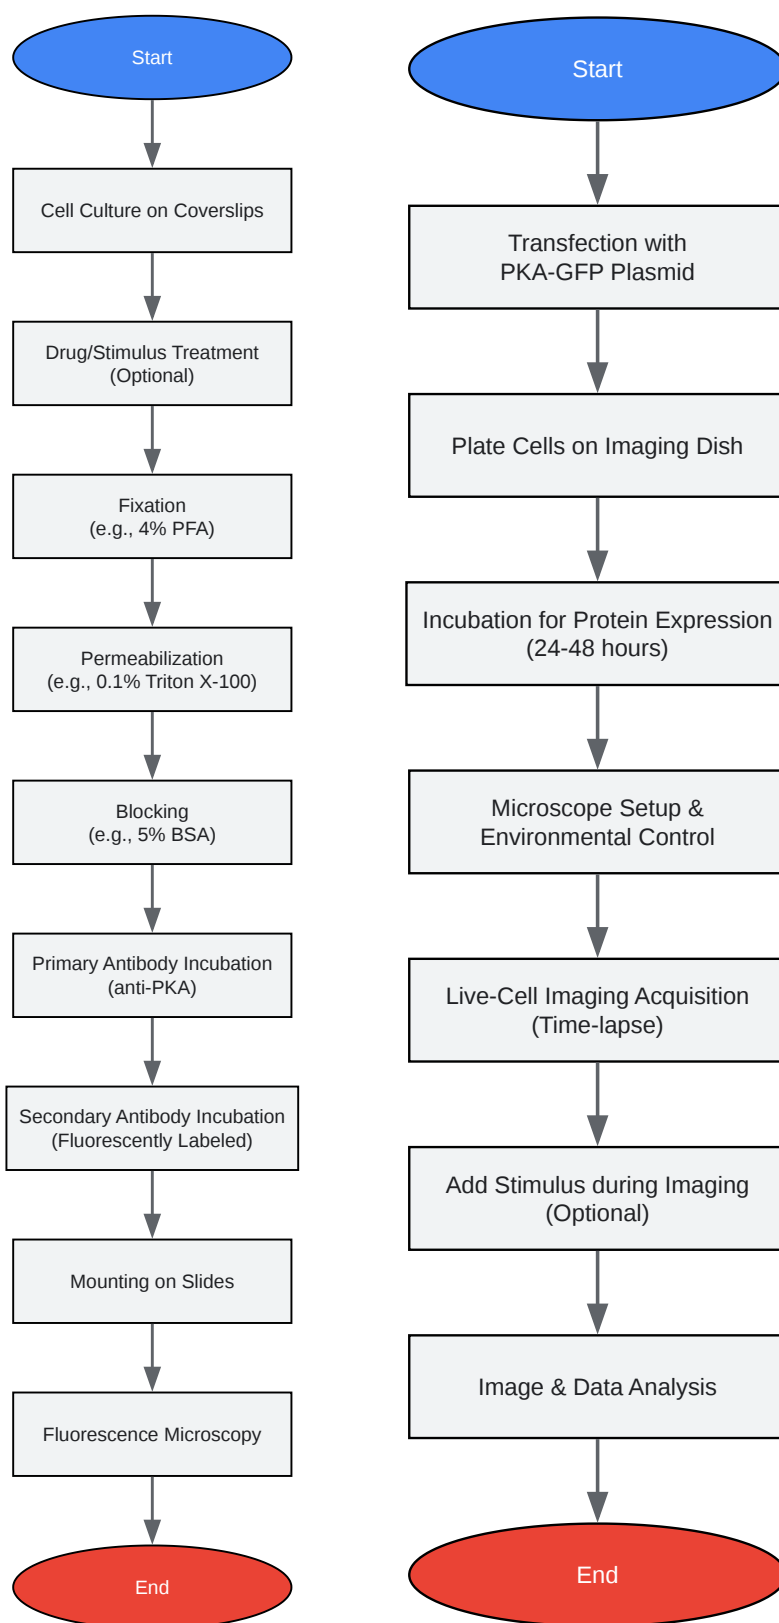 Start
Cell Culture on Coverslips
Drug/Stimulus Treatment
(Optional)
Fixation
(e.g., 4% PFA)
Permeabilization
(e.g., 0.1% Triton X-100)
Blocking
(e.g., 5% BSA)
Primary Antibody Incubation
(anti-PKA)
Secondary Antibody Incubation
(Fluorescently Labeled)
Mounting on Slides
Fluorescence Microscopy
End
Start
Transfection with
PKA-GFP Plasmid
Plate Cells on Imaging Dish
Incubation for Protein Expression
(24-48 hours)
Microscope Setup &
Environmental Control
Live-Cell Imaging Acquisition
(Time-lapse)
Add Stimulus during Imaging
(Optional)
Image & Data Analysis
End